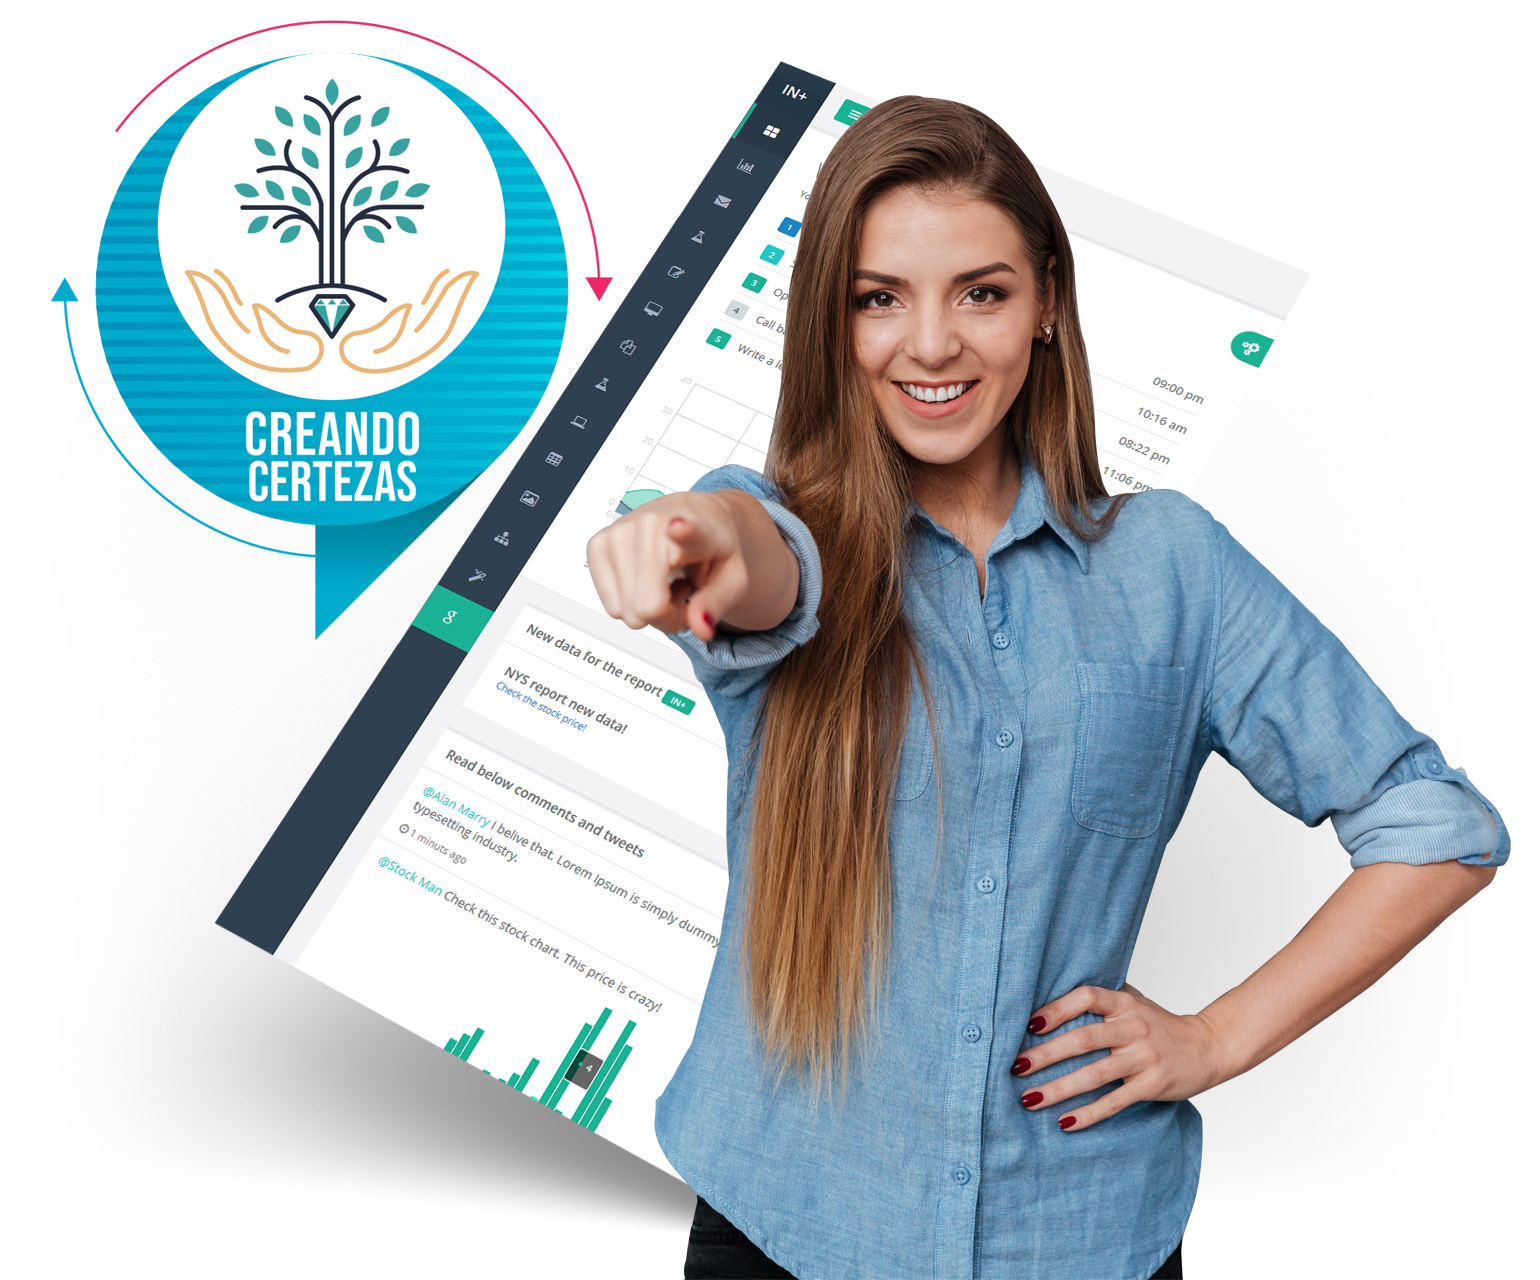 CREANDO
CERTEZAS
IN+
1
2
3
4
Call
5
Write a
09:00 pm
10:16 am
08:22 pm
11:06 pm
40
30
20
10
0
g
New data for the report IN+
NYS report new data!
Check the stock price!
Read below comments and tweets
@Alan Marry I belive that. Lorem Ipsum is simply dummy
typesetting industry.
1 minuts ago
@Stock Man Check this stock chart. This price is crazy!
4